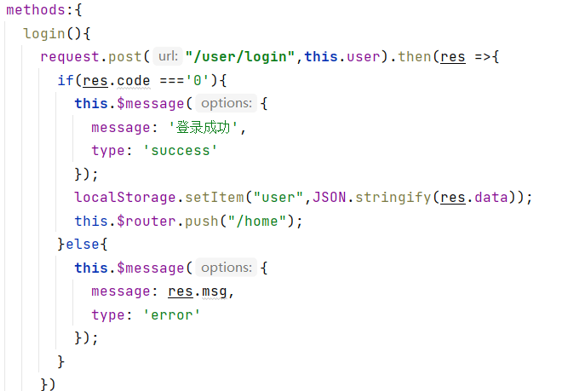 methods:{
login(){
request.post( url: "/user/login",this.user).then(res =>{
if(res.code ==='0'){
this.$message( options: {
message: '登录成功',
type: 'success'
});
localStorage.setItem("user",JSON.stringify(res.data));
this.$router.push("/home");
}else{
this.$message( options: {
message: res.msg,
type: 'error'
});
}
})